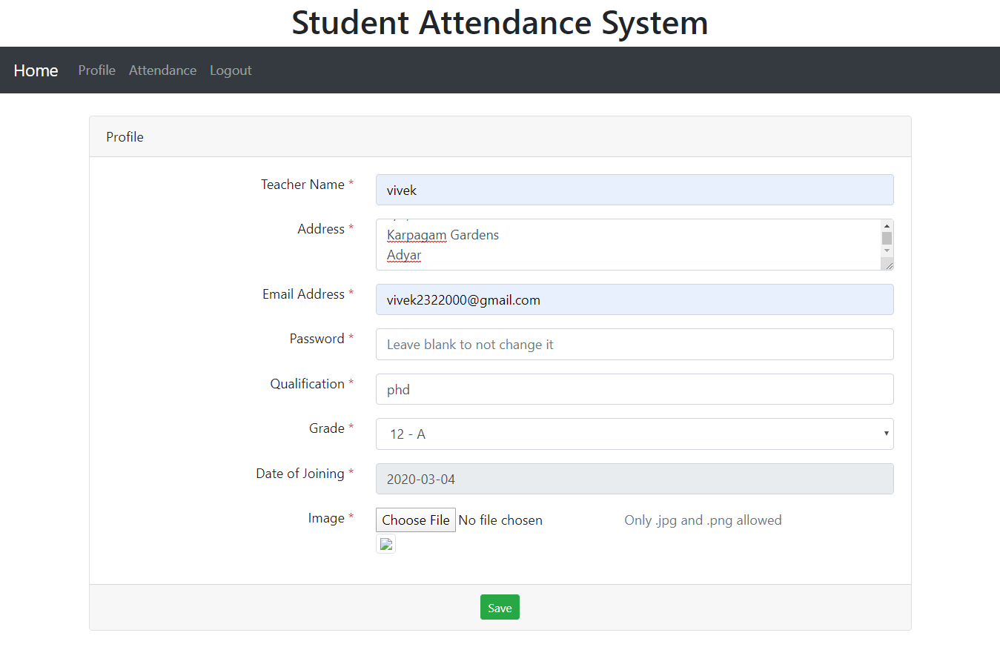 Student Attendance System
Home Profile Attendance Logout
Profile
Teacher Name *
vivek
Address *
Karpagam Gardens
Adyar
Email Address *
vivek2322000@gmail.com
Password *
Leave blank to not change it
Qualification *
phd
Grade *
12 - A
Date of Joining *
2020-03-04
Image *
Choose File No file chosen
Only .jpg and .png allowed
Save